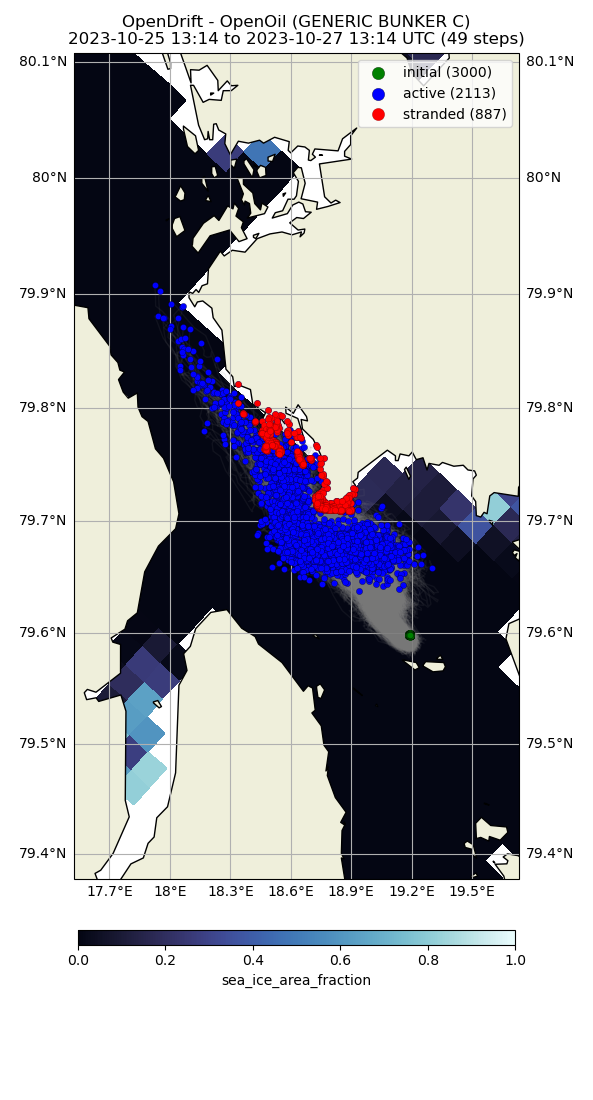 OpenDrift - OpenOil (GENERIC BUNKER C)
2023-10-25 13:14 to 2023-10-27 13:14 UTC (49 steps)
80.1°N
80.1°N
initial (3000)
active (2113)
stranded (887)
80°N
80°N
79.9°N
79.9°N
79.8°N
79.8°N
79.7°N
79.7°N
79.6°N
79.6°N
79.5°N
79.5°N
79.4°N
79.4°N
17.7°E 18°E 18.3°E 18.6°E 18.9°E 19.2°E 19.5°E
0.0 0.2 0.4 0.6 0.8 1.0
sea_ice_area_fraction